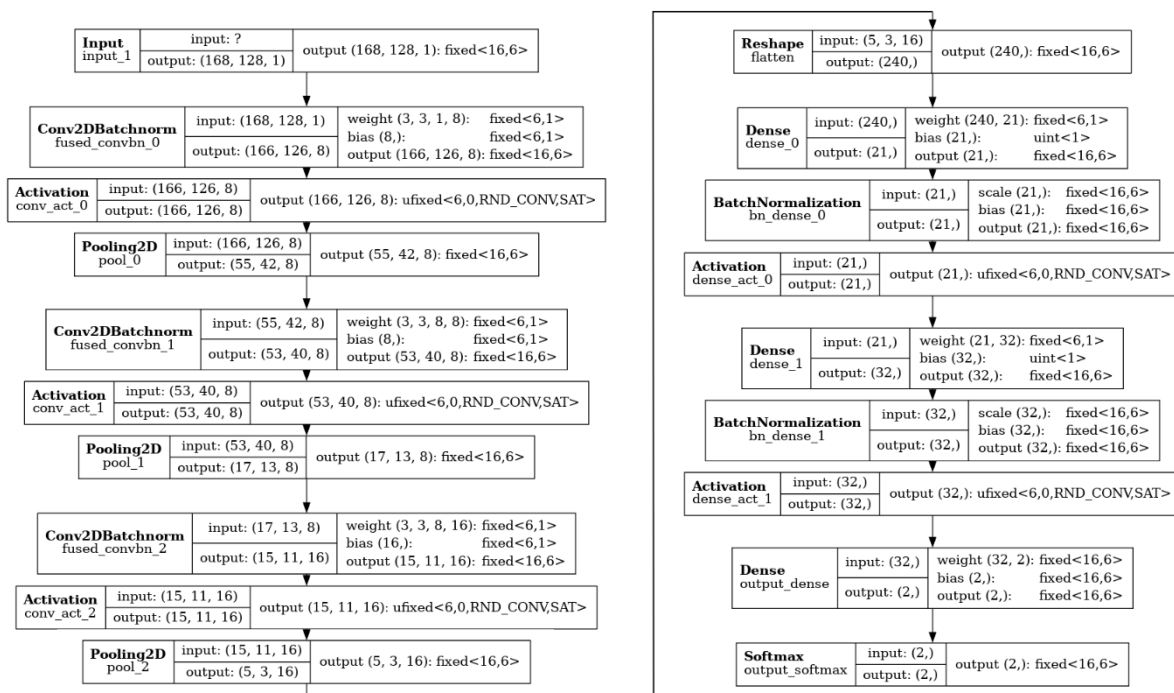 Input
input_1
input: ?
output: (168, 128, 1)
output (168, 128, 1): fixed<16,6>
Conv2DBatchnorm
fused_convbn_0
input: (168, 128, 1)
output: (166, 126, 8)
weight (3, 3, 1, 8): fixed<6,1>
bias (8,): fixed<6,1>
output (166, 126, 8): fixed<16,6>
Activation
conv_act_0
input: (166, 126, 8)
output: (166, 126, 8)
output (166, 126, 8): ufixed<6,0,RND_CONV,SAT>
Pooling2D
pool_0
input: (166, 126, 8)
output: (55, 42, 8)
output (55, 42, 8): fixed<16,6>
Conv2DBatchnorm
fused_convbn_1
input: (55, 42, 8)
output: (53, 40, 8)
weight (3, 3, 8, 8): fixed<6,1>
bias (8,): fixed<6,1>
output (53, 40, 8): fixed<16,6>
Activation
conv_act_1
input: (53, 40, 8)
output: (53, 40, 8)
output (53, 40, 8): ufixed<6,0,RND_CONV,SAT>
Pooling2D
pool_1
input: (53, 40, 8)
output: (17, 13, 8)
output (17, 13, 8): fixed<16,6>
Conv2DBatchnorm
fused_convbn_2
input: (17, 13, 8)
output: (15, 11, 16)
weight (3, 3, 8, 16): fixed<6,1>
bias (16,): fixed<6,1>
output (15, 11, 16): fixed<16,6>
Activation
conv_act_2
input: (15, 11, 16)
output: (15, 11, 16)
output (15, 11, 16): ufixed<6,0,RND_CONV,SAT>
Pooling2D
pool_2
input: (15, 11, 16)
output: (5, 3, 16)
output (5, 3, 16): fixed<16,6>
Reshape
flatten
input: (5, 3, 16)
output: (240,)
output (240,): fixed<16,6>
Dense
dense_0
input: (240,)
output: (21,)
weight (240, 21): fixed<6,1>
bias (21,): uint<1>
output (21,): fixed<16,6>
BatchNormalization
bn_dense_0
input: (21,)
output: (21,)
scale (21,): fixed<16,6>
bias (21,): fixed<16,6>
output (21,): fixed<16,6>
Activation
dense_act_0
input: (21,)
output: (21,)
output (21,): ufixed<6,0,RND_CONV,SAT>
Dense
dense_1
input: (21,)
output: (32,)
weight (21, 32): fixed<6,1>
bias (32,): uint<1>
output (32,): fixed<16,6>
BatchNormalization
bn_dense_1
input: (32,)
output: (32,)
scale (32,): fixed<16,6>
bias (32,): fixed<16,6>
output (32,): fixed<16,6>
Activation
dense_act_1
input: (32,)
output: (32,)
output (32,): ufixed<6,0,RND_CONV,SAT>
Dense
output_dense
input: (32,)
output: (2,)
weight (32, 2): fixed<16,6>
bias (2,): fixed<16,6>
output (2,): fixed<16,6>
Softmax
output_softmax
input: (2,)
output: (2,)
output (2,): fixed<16,6>